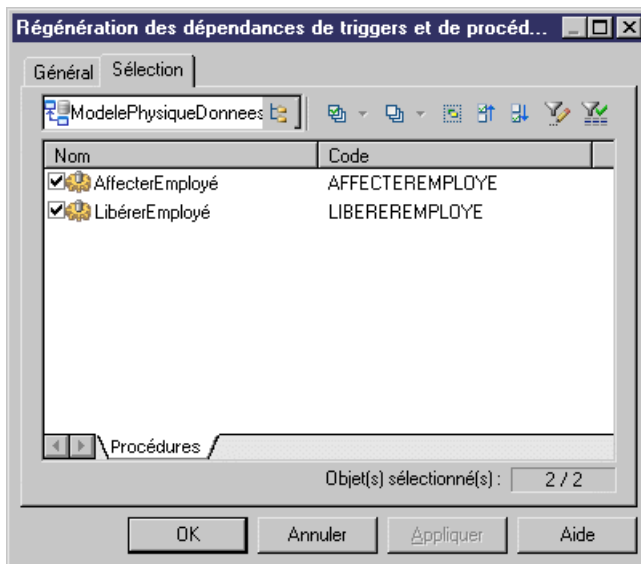 Régénération des dépendances de triggers et de procéd...
Général Sélection
ModelePhysiqueDonnees
Nom Code
AffecterEmployé AFFECTEREMPLOYE
LibérerEmployé LIBEREREMPLOYE
Procédures
Objet(s) sélectionné(s) : 2 / 2
OK Annuler Appliquer Aide